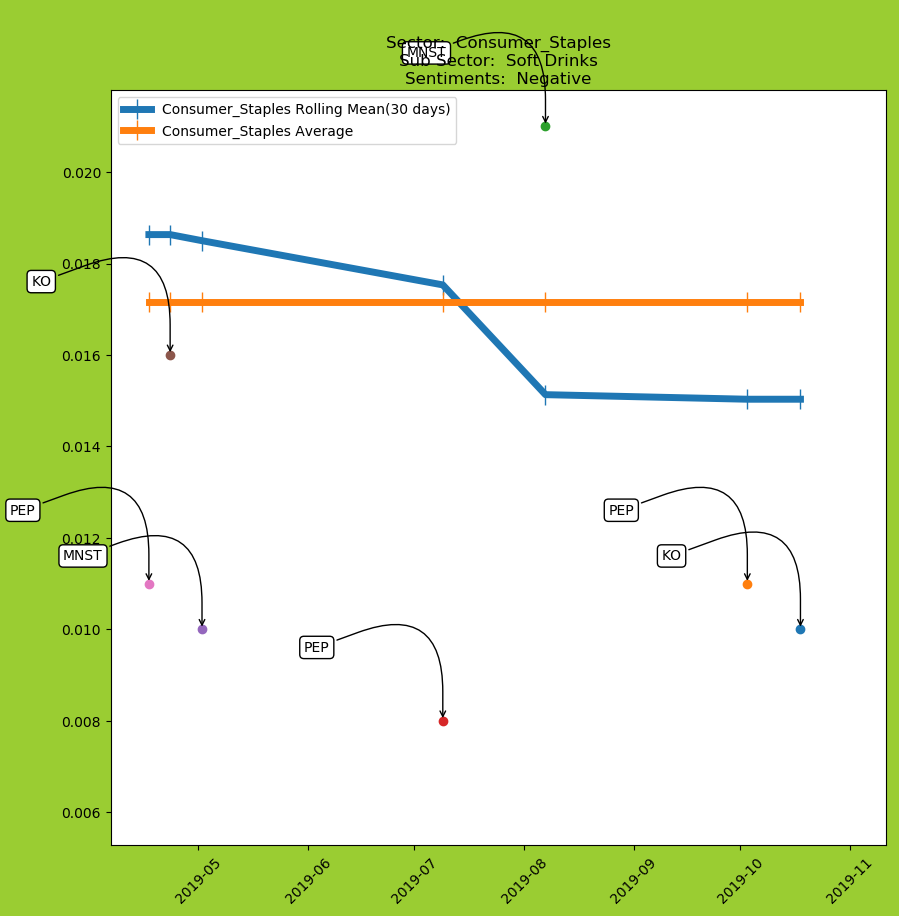 MNST
Sector:  Consumer_Staples
Sub Sector:  Soft Drinks
Sentiments:  Negative
Consumer_Staples Rolling Mean(30 days)
Consumer_Staples Average
0.020
0.018
KO
0.016
0.014
PEP
PEP
0.012
MNST
KO
0.010
PEP
0.008
0.006
2019-05
2019-06
2019-07
2019-08
2019-09
2019-10
2019-11